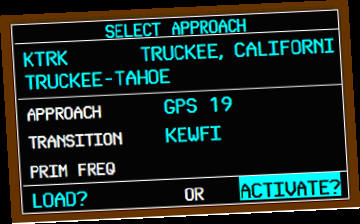 SELECT APPROACH
KTRK TRUCKEE, CALIFORNI
TRUCKEE-TAHOE
APPROACH GPS 19
TRANSITION KEWFI
PRIM FREQ
LOAD? OR ACTIVATE?